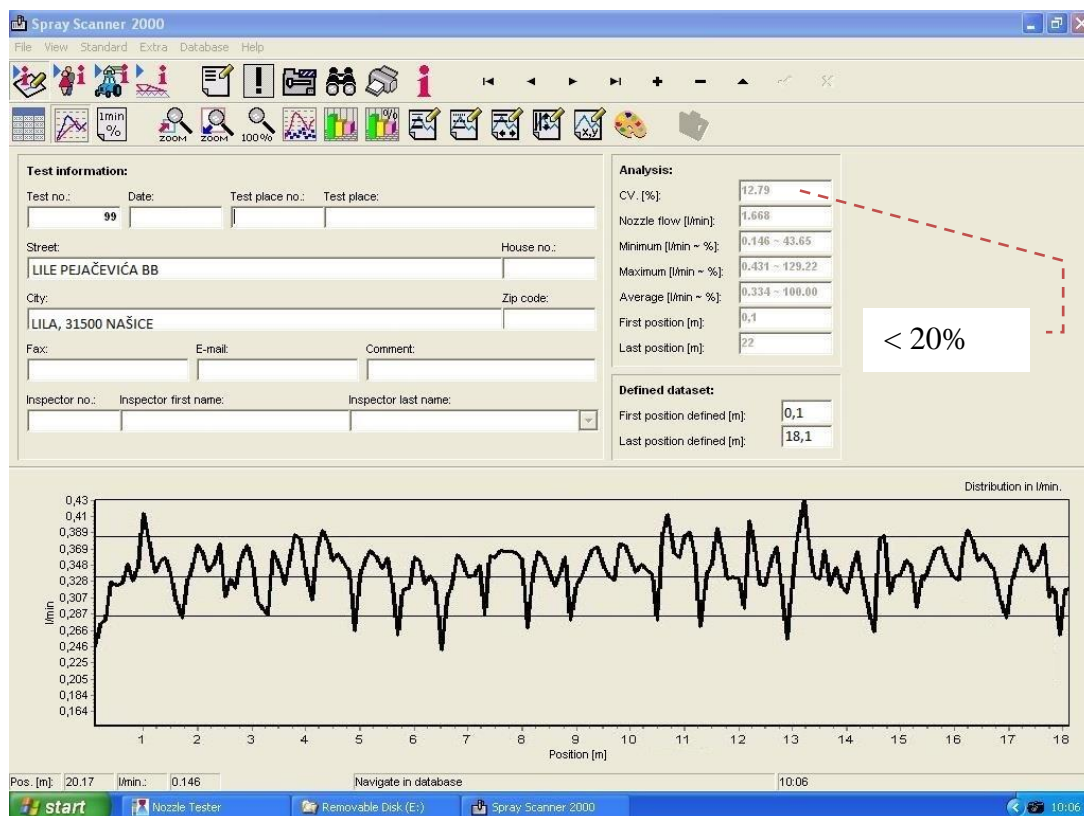 Spray Scanner 2000
File View Standard Extra Database Help
1min %
ZOOM ZOOM 100% % x,y
Test information:
Test no.: Date: Test place no.: Test place:
99
Street: House no.:
LILE PEJAČEVIĆA BB
City: Zip code:
LILA, 31500 NAŠICE
Fax: E-mail: Comment:
Inspector no.: Inspector first name: Inspector last name:
Analysis:
CV. [%]: 12.79
Nozzle flow [l/min]: 1.668
Minimum [l/min ~ %]: 0.146 ~ 43.65
Maximum [l/min ~ %]: 0.431 ~ 129.22
Average [l/min ~ %]: 0.334 ~ 100.00
First position [m]: 0,1
Last position [m]: 22
< 20%
Defined dataset:
First position defined [m]: 0,1
Last position defined [m]: 18,1
Distribution in l/min.
0,43
0,41
0,389
0,369
0,348
0,328
0,307
0,287
0,266
0,246
0,225
0,205
0,184
0,164
l/min
1 2 3 4 5 6 7 8 9 10 11 12 13 14 15 16 17 18
Position [m]
Pos. [m]: 20.17 l/min.: 0.146 Navigate in database 10:06
start Nozzle Tester Removable Disk (E:) Spray Scanner 2000 10:06